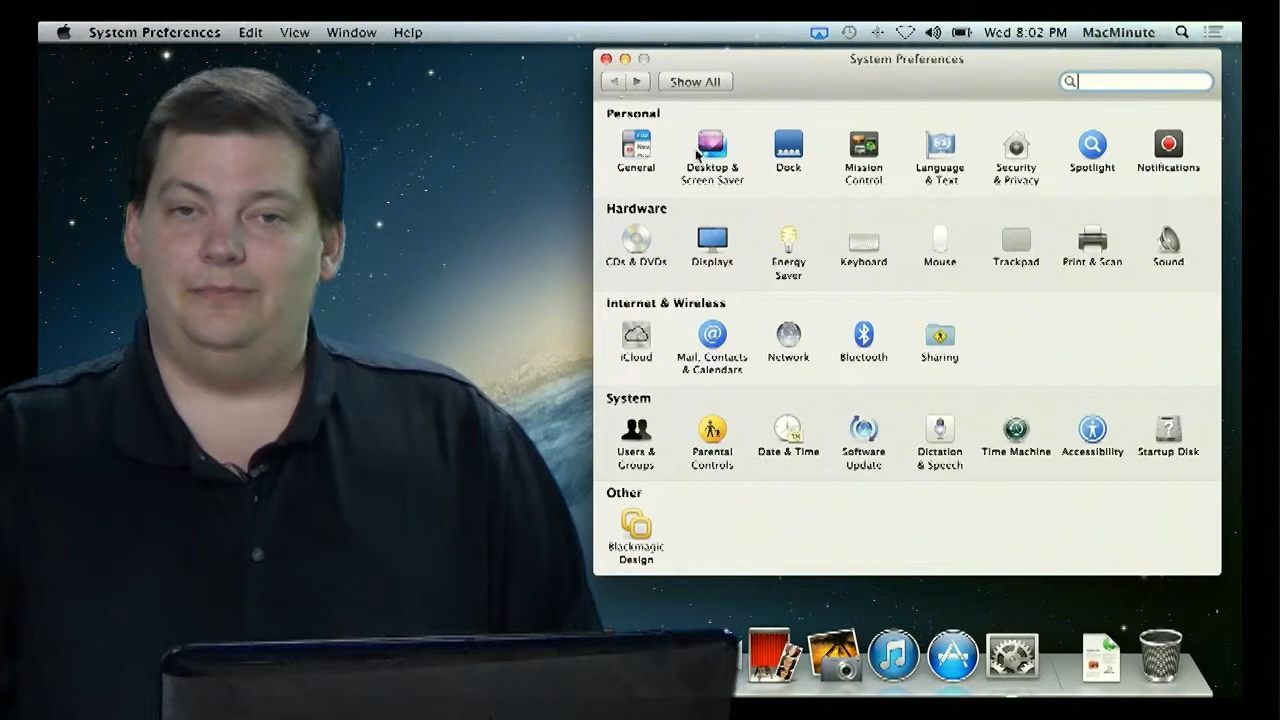 System Preferences Edit View Window Help Wed 8:02 PM MacMinute
System Preferences
Show All
Personal
General Desktop & Screen Saver Dock Mission Control Language & Text Security & Privacy Spotlight Notifications
Hardware
CDs & DVDs Displays Energy Saver Keyboard Mouse Trackpad Print & Scan Sound
Internet & Wireless
iCloud Mail, Contacts & Calendars Network Bluetooth Sharing
System
Users & Groups Parental Controls Date & Time Software Update Dictation & Speech Time Machine Accessibility Startup Disk
Other
Blackmagic Design